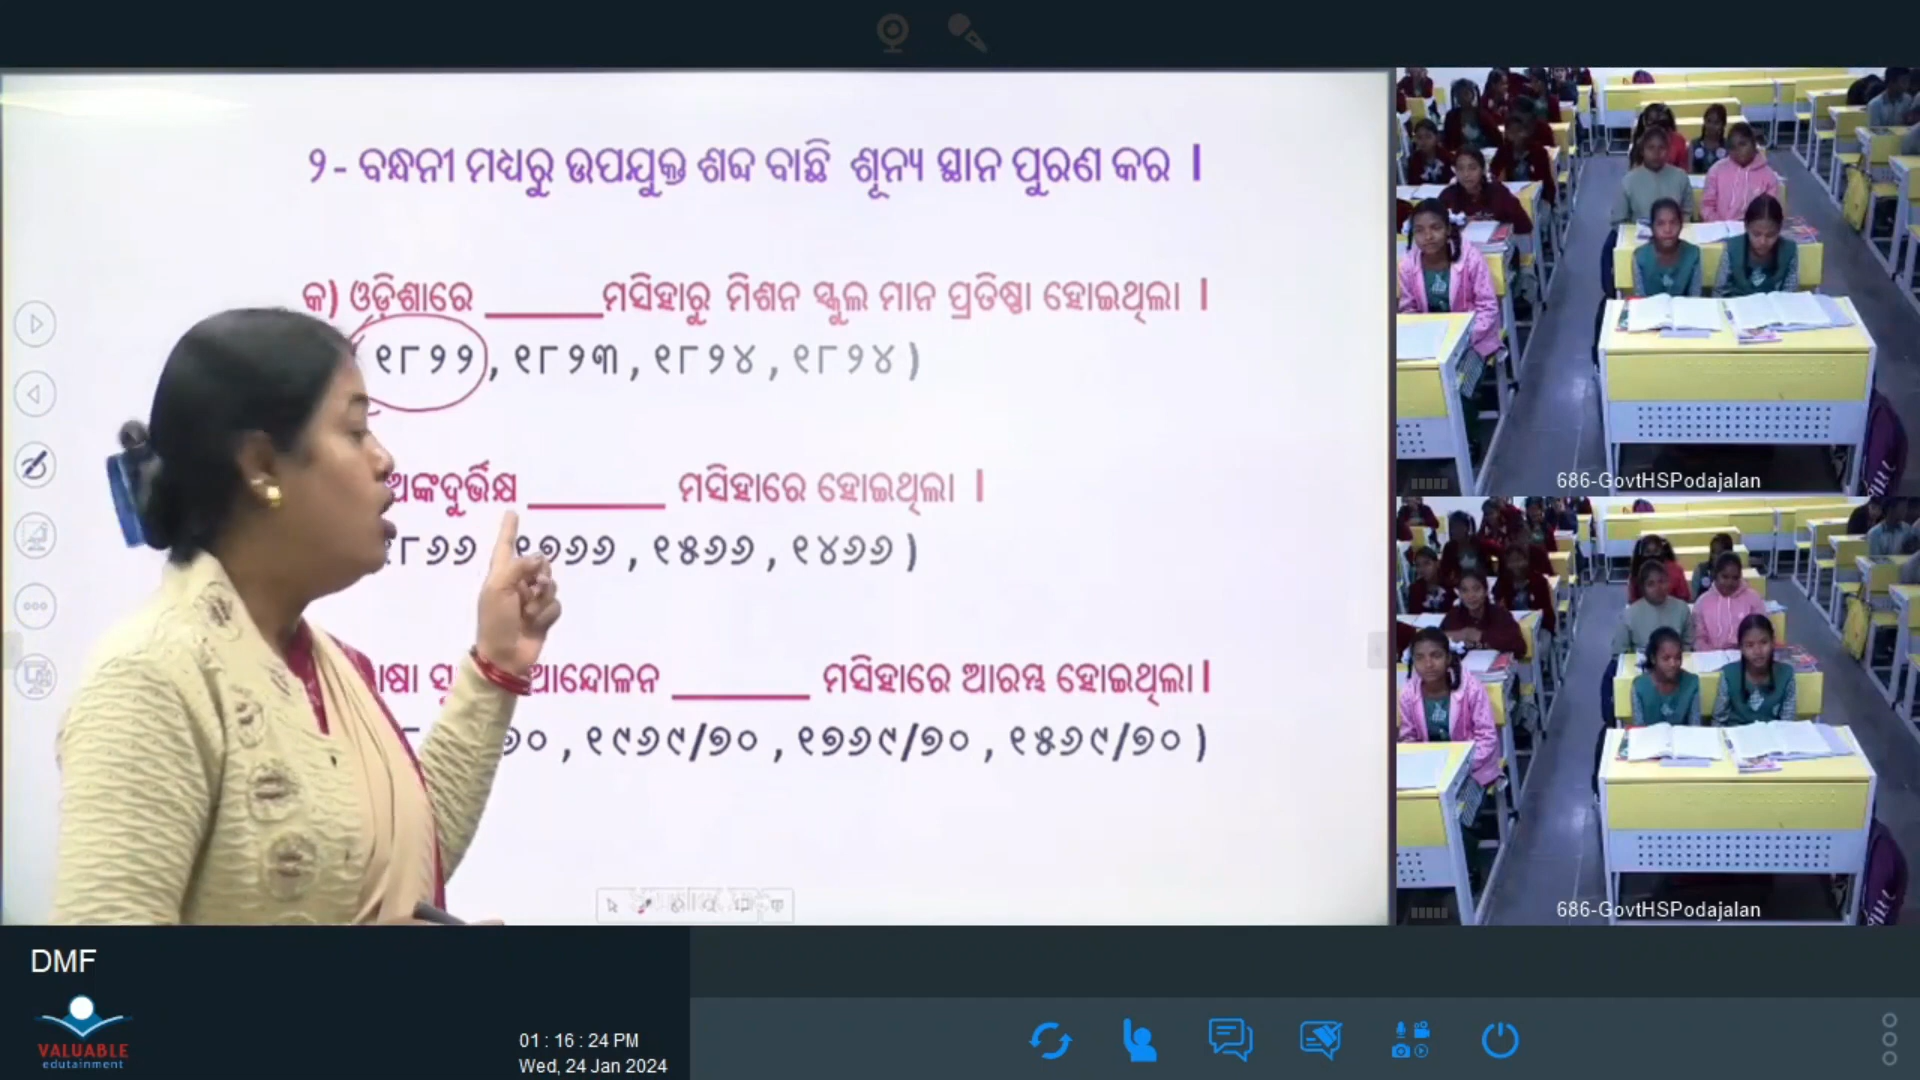 ୨- ବନ୍ଧନୀ ମଧ୍ୟରୁ ଉପଯୁକ୍ତ ଶବ୍ଦ ବାଛି ଶୂନ୍ୟ ସ୍ଥାନ ପୁରଣ କର ।
କ) ଓଡ଼ିଶାରେ ______ ମସିହାରୁ ମିଶନ ସ୍କୁଲ ମାନ ପ୍ରତିଷ୍ଠା ହୋଇଥିଲା ।
୧୮୨୨ , ୧୮୨୩ , ୧୮୨୪ , ୧୮୨୪ )
ଅଙ୍କଦୁର୍ଭିକ୍ଷ ______ ମସିହାରେ ହୋଇଥିଲା ।
୧୮୬୬ ୧୭୬୬ , ୧୫୬୬ , ୧୪୬୬ )
ଆନ୍ଦୋଳନ ______ ମସିହାରେ ଆରମ୍ଭ ହୋଇଥିଲା ।
୭୦ , ୧୯୬୯/୭୦ , ୧୭୬୯/୭୦ , ୧୫୬୯/୭୦ )
686-GovtHSPodajalan
686-GovtHSPodajalan
DMF
VALUABLE
edutainment
01 : 16 : 24 PM
Wed, 24 Jan 2024